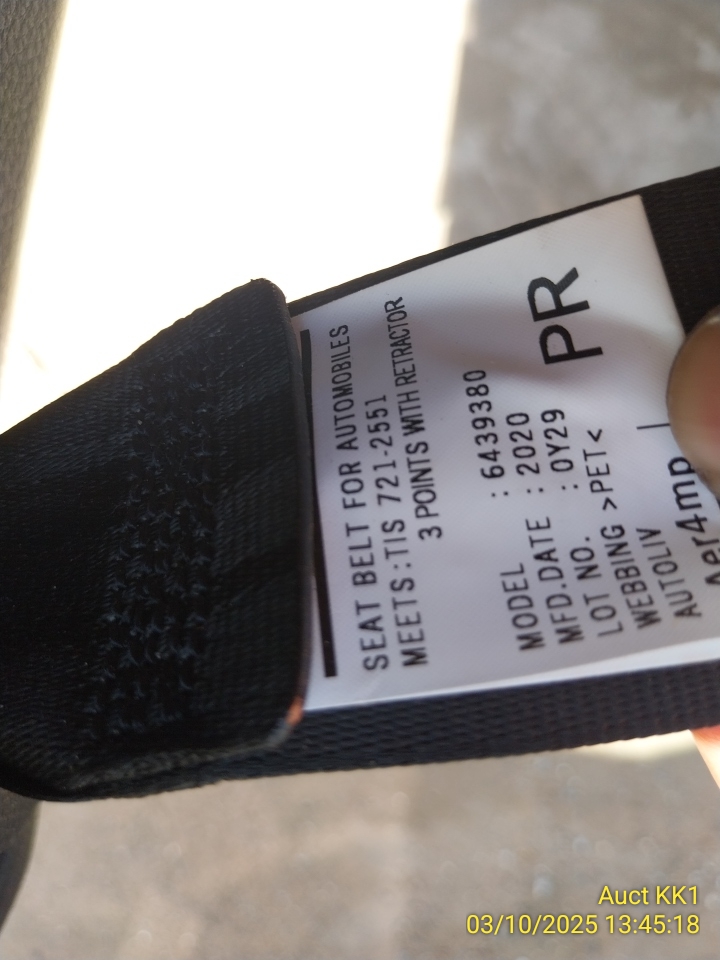 SEAT BELT FOR AUTOMOBILES
MEETS:TIS 721-2551
3 POINTS WITH RETRACTOR
MODEL : 6439380
MFD.DATE : 2020
LOT NO. : 0Y29
WEBBING >PET<
AUTOLIV
PR
Auct KK1
03/10/2025 13:45:18